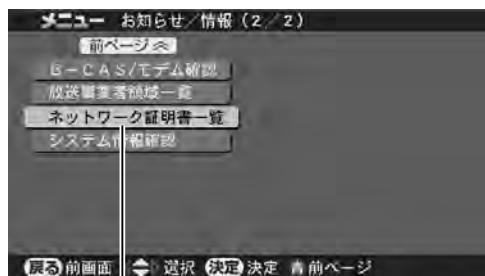 メニュー お知らせ/情報(2/2)
前ページ
B-CAS/モデム確認
放送事業者領域一覧
ネットワーク証明書一覧
システム情報確認
戻る 前画面 選択 決定 決定 青 前ページ